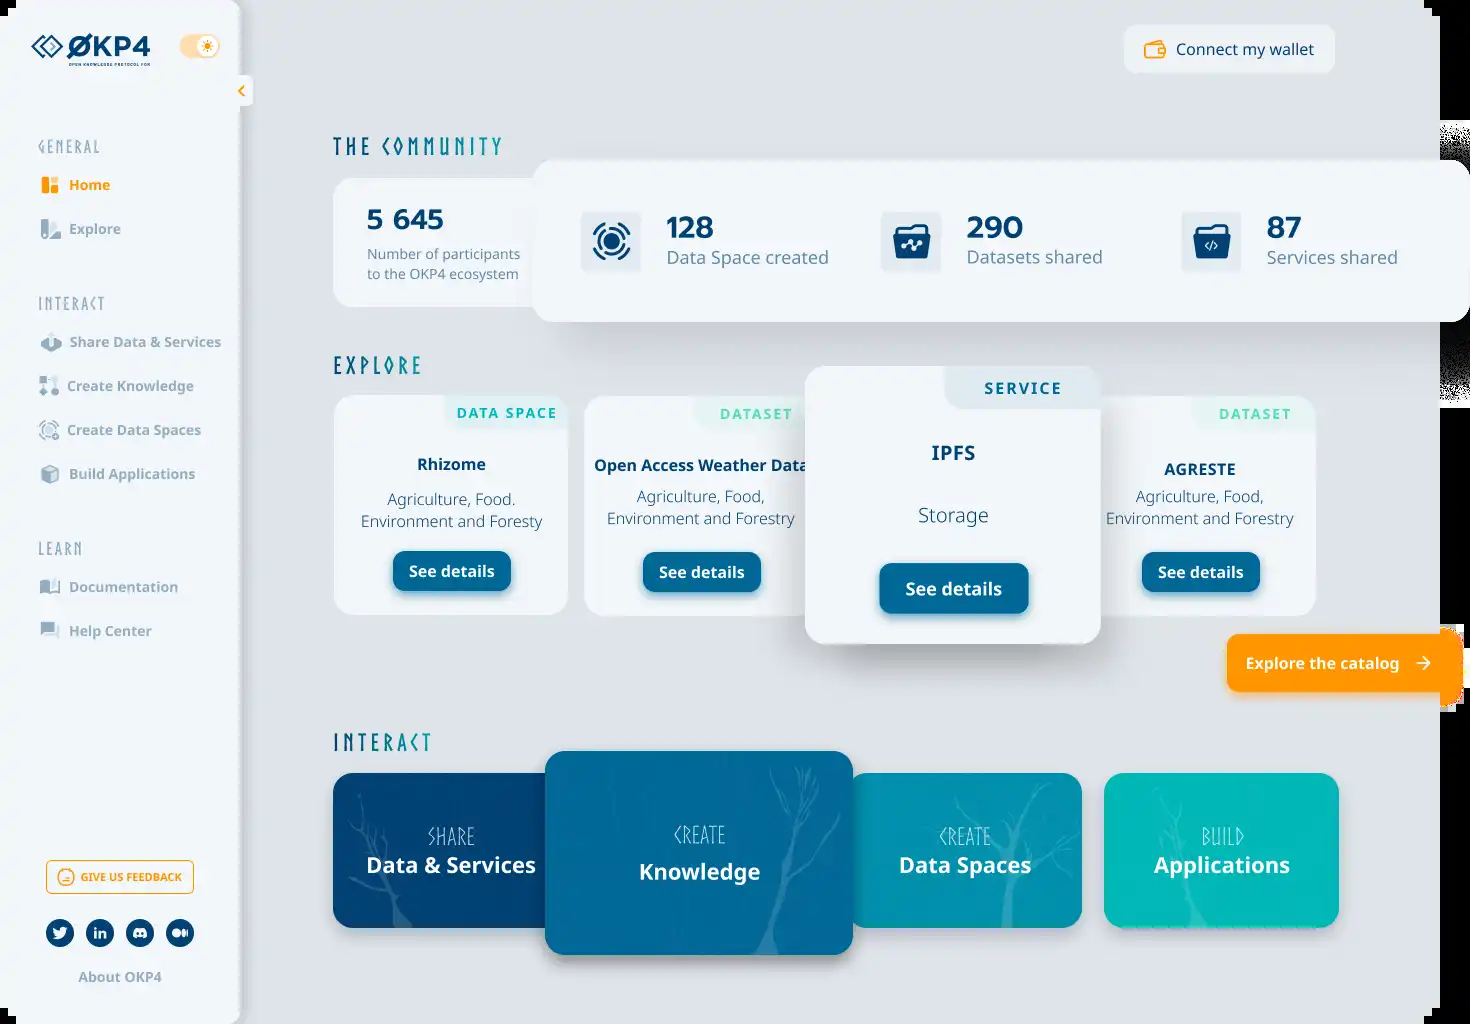 ØKP4
OPEN KNOWLEDGE PROTOCOL FOR
GENERAL
Home
Explore
INTERACT
Share Data & Services
Create Knowledge
Create Data Spaces
Build Applications
LEARN
Documentation
Help Center
GIVE US FEEDBACK
in
About OKP4
Connect my wallet
THE COMMUNITY
5 645
Number of participants
to the OKP4 ecosystem
128
Data Space created
290
Datasets shared
87
Services shared
EXPLORE
DATA SPACE
Rhizome
Agriculture, Food.
Environment and Foresty
See details
DATASET
Open Access Weather Data
Agriculture, Food,
Environment and Forestry
See details
SERVICE
IPFS
Storage
See details
DATASET
AGRESTE
Agriculture, Food,
Environment and Forestry
See details
Explore the catalog
INTERACT
SHARE
Data & Services
CREATE
Knowledge
CREATE
Data Spaces
BUILD
Applications